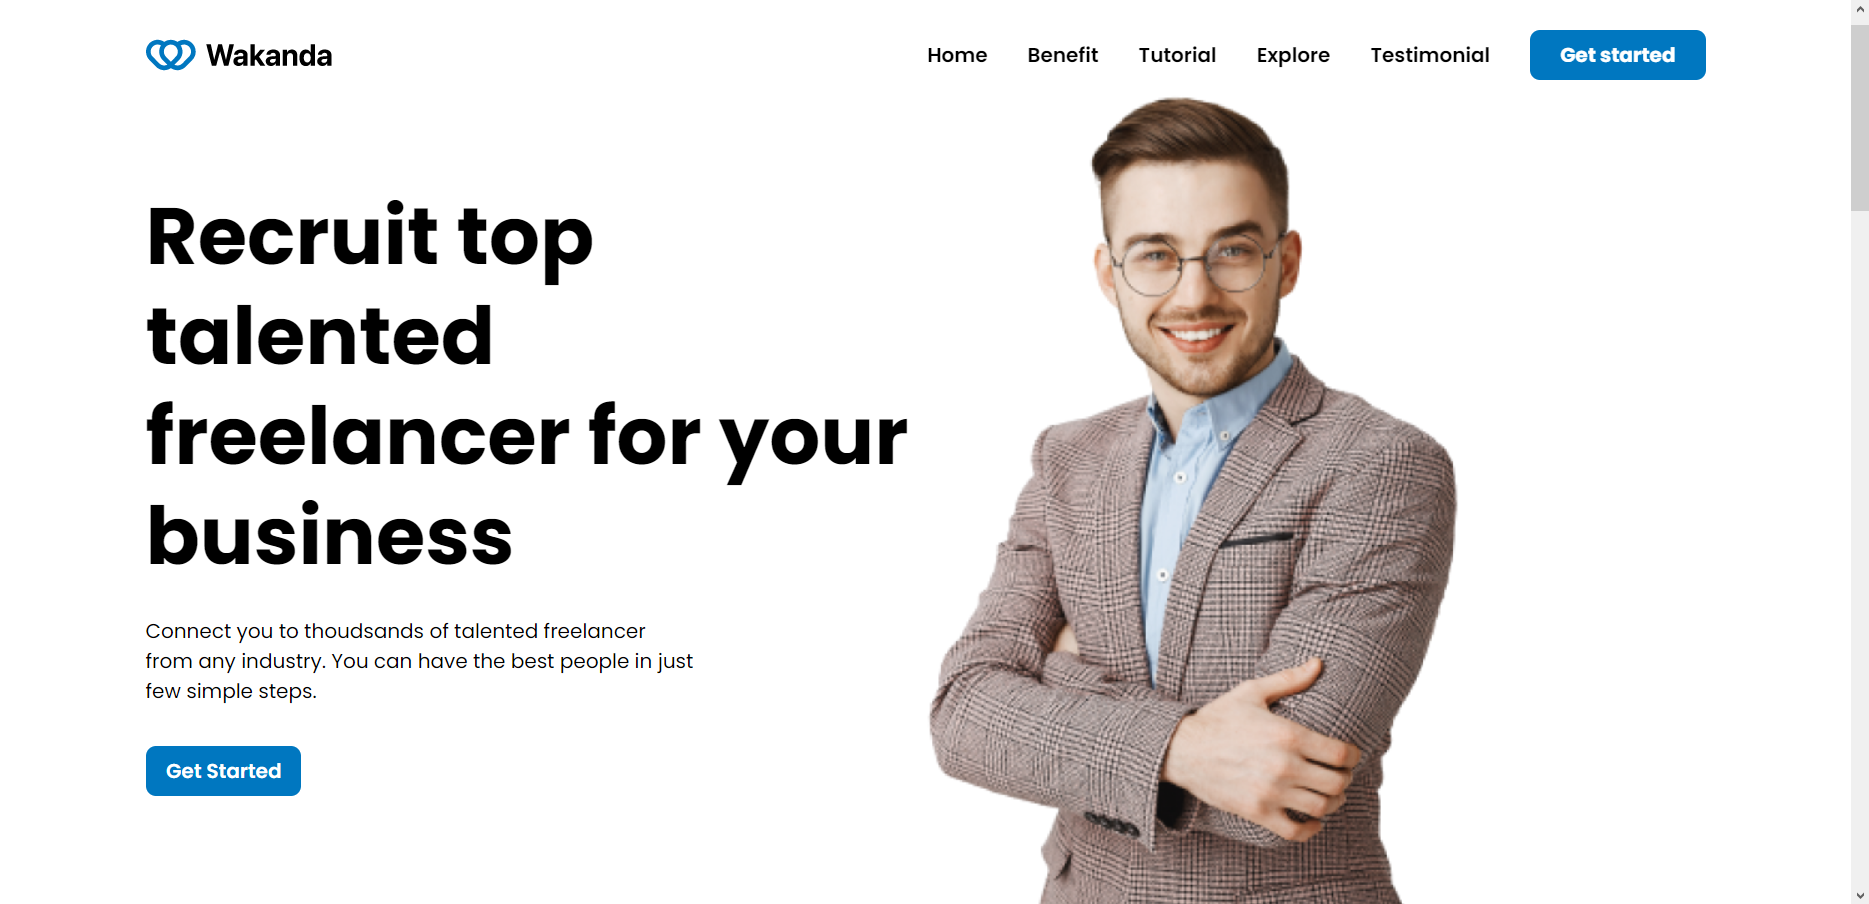 Wakanda
Home Benefit Tutorial Explore Testimonial Get started
Recruit top
talented
freelancer for your
business
Connect you to thoudsands of talented freelancer
from any industry. You can have the best people in just
few simple steps.
Get Started